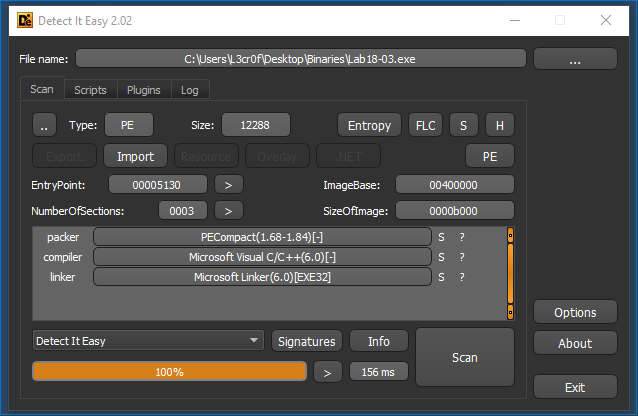 Detect It Easy 2.02
File name: C:\Users\L3cr0f\Desktop\Binaries\Lab18-03.exe ...
Scan Scripts Plugins Log
.. Type: PE Size: 12288 Entropy FLC S H
Export Import Resource Overlay .NET PE
EntryPoint: 00005130 > ImageBase: 00400000
NumberOfSections: 0003 > SizeOfImage: 0000b000
packer PECompact(1.68-1.84)[-] S ?
compiler Microsoft Visual C/C++(6.0)[-] S ?
linker Microsoft Linker(6.0)[EXE32] S ?
Options
Detect It Easy Signatures Info Scan About
100% > 156 ms
Exit